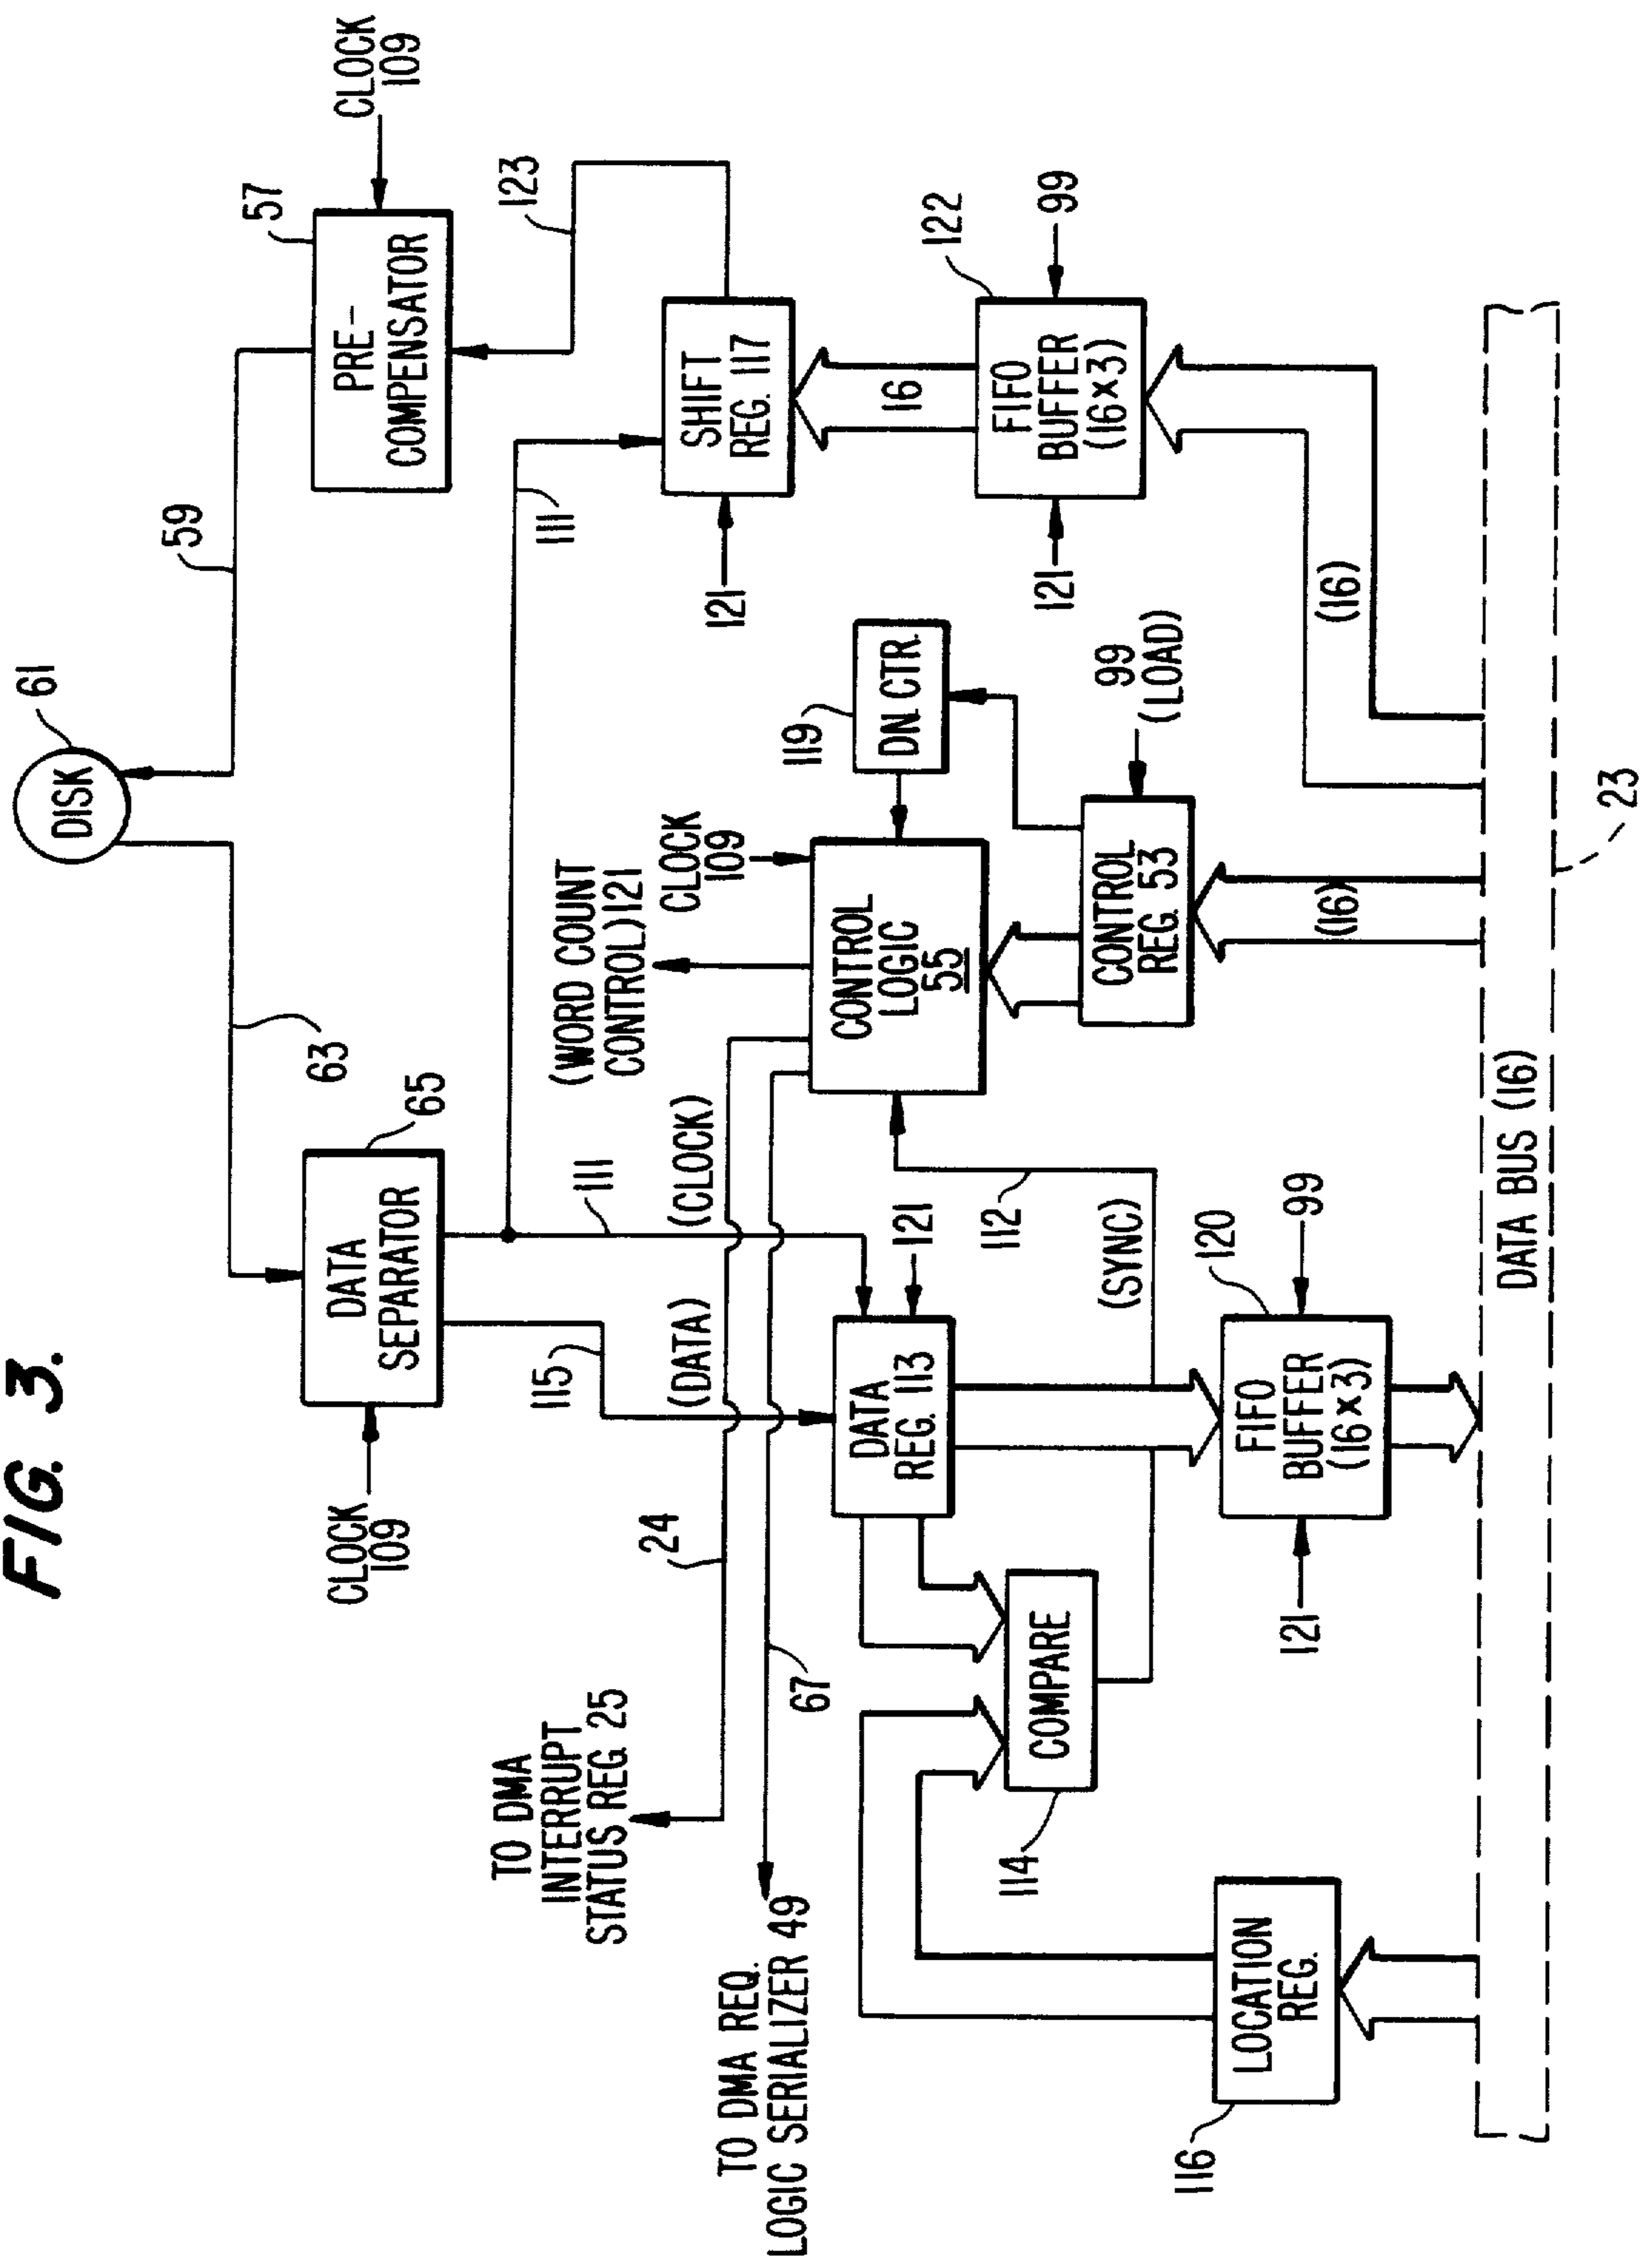 FIG. 3.
DISK
61
59
63
CLOCK
109
DATA
SEPARATOR
65
PRE-
COMPENSATOR
57
CLOCK
109
115
111
111
123
(DATA)
(CLOCK)
(WORD COUNT
CONTROL) 121
TO DMA
INTERRUPT
STATUS REG. 25
24
TO DMA REQ.
LOGIC SERIALIZER 49
67
CLOCK
109
121
SHIFT
REG. 117
DATA
REG. 113
121
CONTROL
LOGIC
55
119
DN. CTR.
16
COMPARE
114
112
(SYNC)
CONTROL
REG. 53
99
(LOAD)
121
FIFO
BUFFER
(16×3)
122
99
116
LOCATION
REG.
121
FIFO
BUFFER
(16×3)
120
99
(16)
(16)
DATA BUS (16)
23